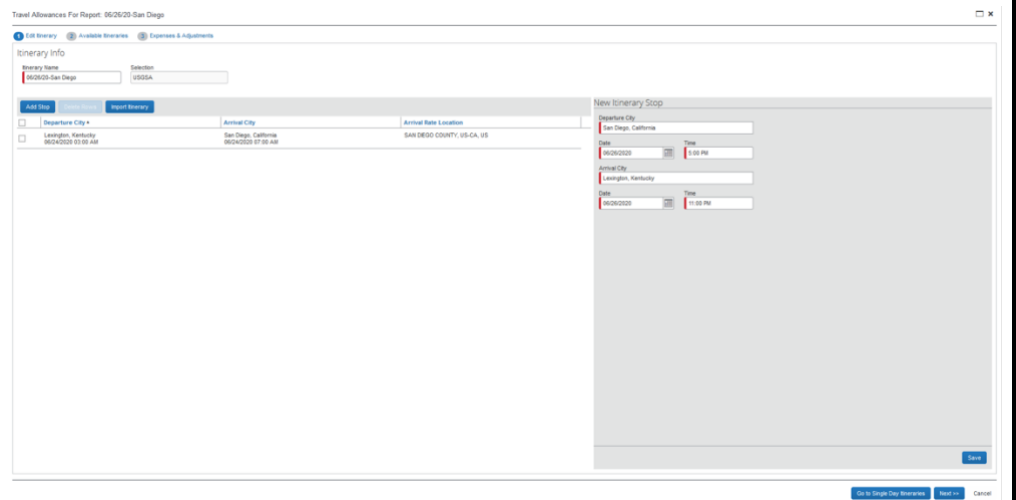 Travel Allowances For Report: 06/26/20-San Diego
1 Edit Itinerary 2 Available Itineraries 3 Expenses & Adjustments
Itinerary Info
Itinerary Name
Selection
06/26/20-San Diego
USGSA
Add Stop Delete Rows Import Itinerary
Departure City
Arrival City
Arrival Rate Location
Lexington, Kentucky
06/24/2020 03:00 AM
San Diego, California
06/24/2020 07:00 AM
SAN DIEGO COUNTY, US-CA, US
New Itinerary Stop
Departure City
San Diego, California
Date
Time
06/26/2020
5:00 PM
Arrival City
Lexington, Kentucky
Date
Time
06/26/2020
11:00 PM
Save
Go to Single Day Itineraries
Next >>
Cancel